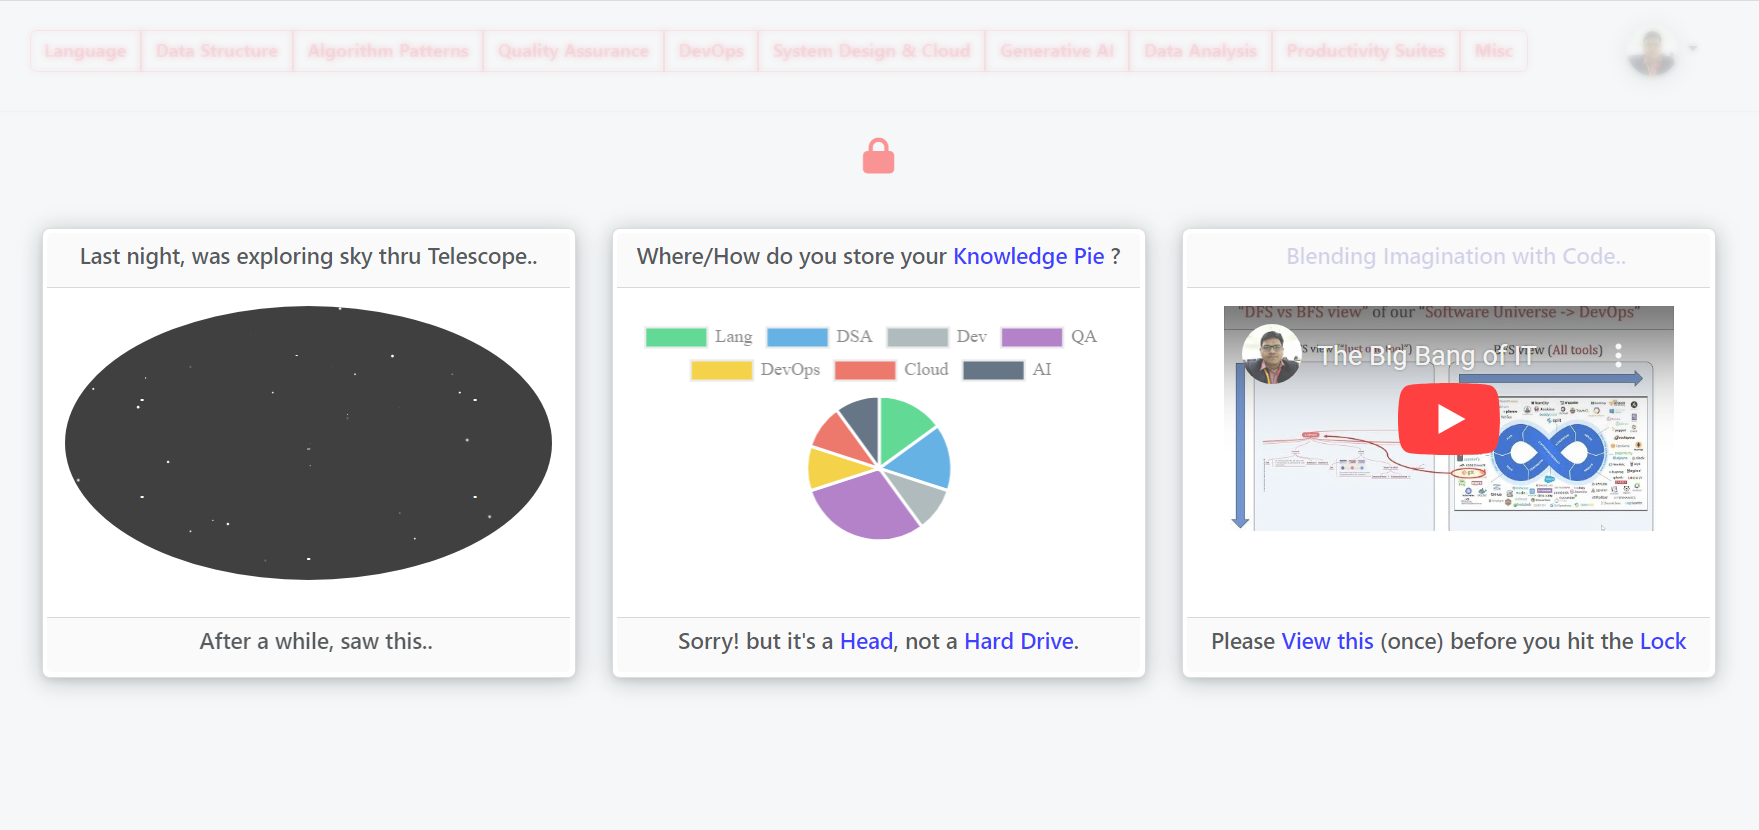 Language Data Structure Algorithm Patterns Quality Assurance DevOps System Design & Cloud Generative AI Data Analysis Productivity Suites Misc
Last night, was exploring sky thru Telescope..
After a while, saw this..
Where/How do you store your Knowledge Pie ?
Lang DSA Dev QA
DevOps Cloud AI
Sorry! but it's a Head, not a Hard Drive.
Blending Imagination with Code..
"DFS vs BFS view" of our "Software Universe -> DevOps"
The Big Bang of IT
view (All tools)
Please View this (once) before you hit the Lock